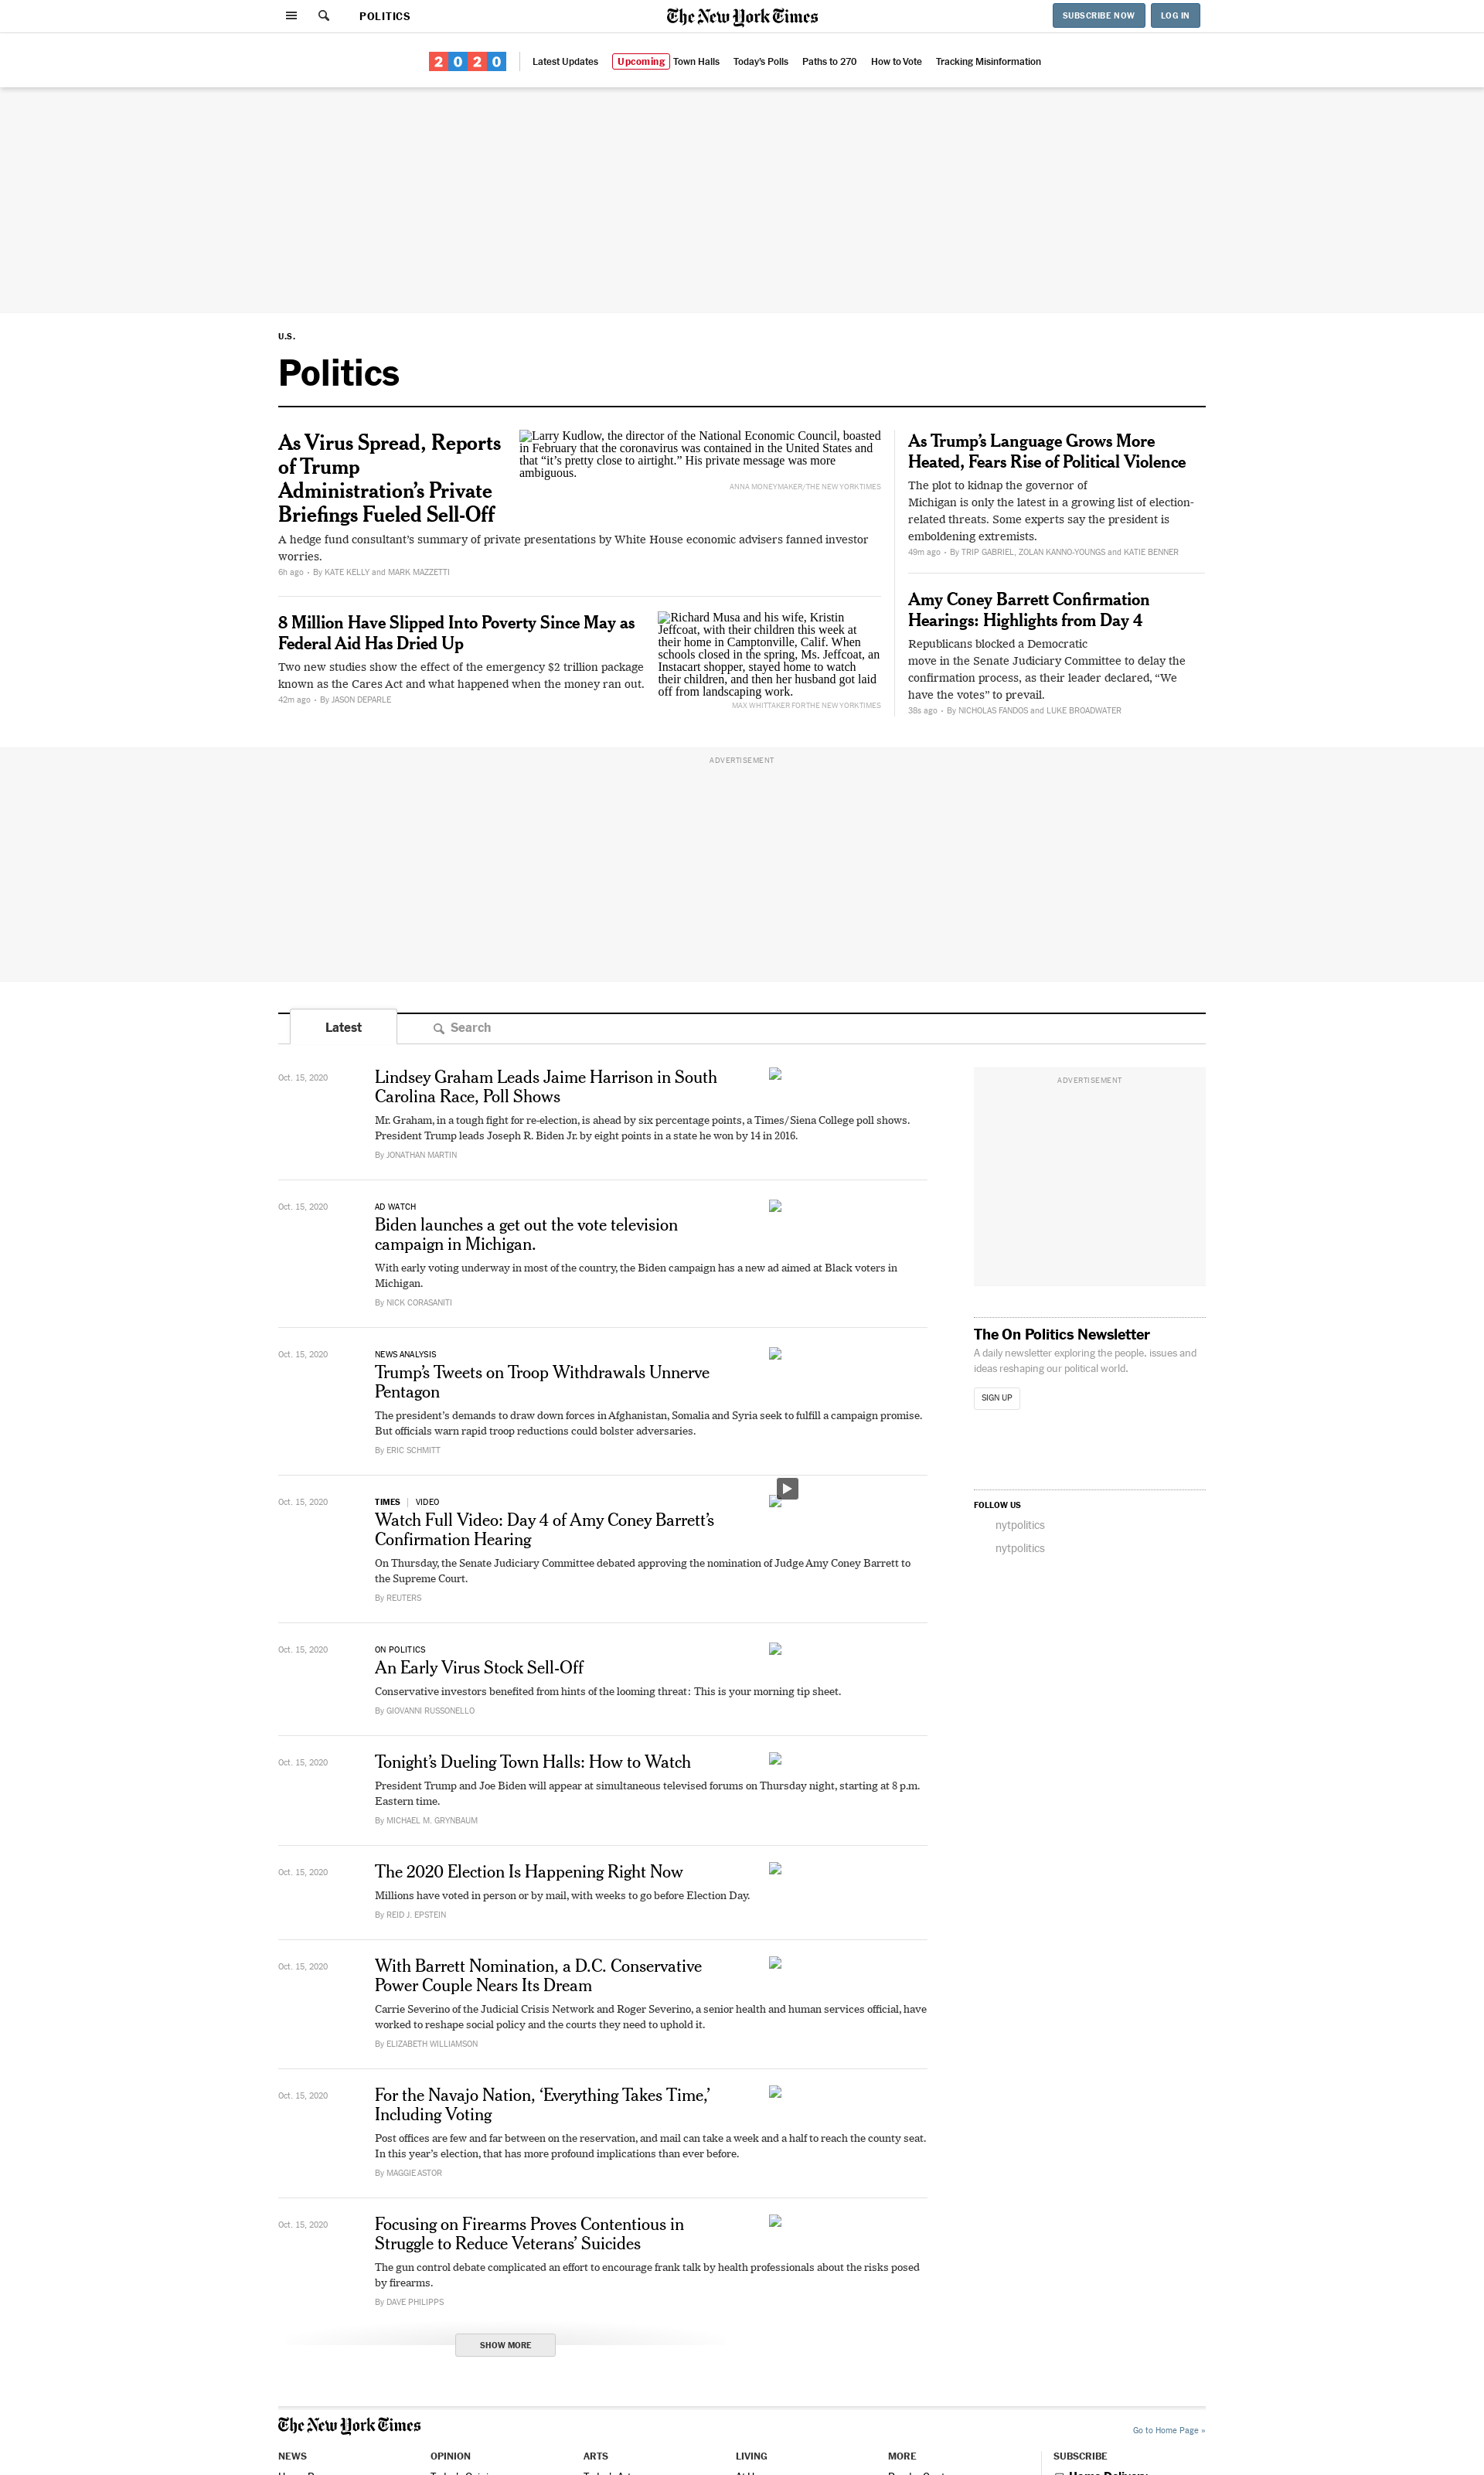 POLITICS
The New York Times
SUBSCRIBE NOW
LOG IN
2020
Latest Updates
Upcoming Town Halls
Today's Polls
Paths to 270
How to Vote
Tracking Misinformation
U.S.
Politics
As Virus Spread, Reports
of Trump
Administration's Private
Briefings Fueled Sell-Off
Larry Kudlow, the director of the National Economic Council, boasted
in February that the coronavirus was contained in the United States and
that “it’s pretty close to airtight.” His private message was more
ambiguous.
ANNA MONEYMAKER/THE NEW YORK TIMES
A hedge fund consultant’s summary of private presentations by White House economic advisers fanned investor
worries.
6h ago • By KATE KELLY and MARK MAZZETTI
8 Million Have Slipped Into Poverty Since May as
Federal Aid Has Dried Up
Two new studies show the effect of the emergency $2 trillion package
known as the Cares Act and what happened when the money ran out.
42m ago • By JASON DEPARLE
Richard Musa and his wife, Kristin
Jeffcoat, with their children this week at
their home in Camptonville, Calif. When
schools closed in the spring, Ms. Jeffcoat, an
Instacart shopper, stayed home to watch
their children, and then her husband got laid
off from landscaping work.
MAX WHITTAKER FOR THE NEW YORK TIMES
As Trump’s Language Grows More
Heated, Fears Rise of Political Violence
The plot to kidnap the governor of
Michigan is only the latest in a growing list of election-
related threats. Some experts say the president is
emboldening extremists.
49m ago • By TRIP GABRIEL, ZOLAN KANNO-YOUNGS and KATIE BENNER
Amy Coney Barrett Confirmation
Hearings: Highlights from Day 4
Republicans blocked a Democratic
move in the Senate Judiciary Committee to delay the
confirmation process, as their leader declared, “We
have the votes” to prevail.
38s ago • By NICHOLAS FANDOS and LUKE BROADWATER
ADVERTISEMENT
Latest
Search
Oct. 15, 2020
Lindsey Graham Leads Jaime Harrison in South
Carolina Race, Poll Shows
Mr. Graham, in a tough fight for re-election, is ahead by six percentage points, a Times/Siena College poll shows.
President Trump leads Joseph R. Biden Jr. by eight points in a state he won by 14 in 2016.
By JONATHAN MARTIN
Oct. 15, 2020
AD WATCH
Biden launches a get out the vote television
campaign in Michigan.
With early voting underway in most of the country, the Biden campaign has a new ad aimed at Black voters in
Michigan.
By NICK CORASANITI
Oct. 15, 2020
NEWS ANALYSIS
Trump’s Tweets on Troop Withdrawals Unnerve
Pentagon
The president’s demands to draw down forces in Afghanistan, Somalia and Syria seek to fulfill a campaign promise.
But officials warn rapid troop reductions could bolster adversaries.
By ERIC SCHMITT
Oct. 15, 2020
TIMES | VIDEO
Watch Full Video: Day 4 of Amy Coney Barrett’s
Confirmation Hearing
On Thursday, the Senate Judiciary Committee debated approving the nomination of Judge Amy Coney Barrett to
the Supreme Court.
By REUTERS
Oct. 15, 2020
ON POLITICS
An Early Virus Stock Sell-Off
Conservative investors benefited from hints of the looming threat: This is your morning tip sheet.
By GIOVANNI RUSSONELLO
Oct. 15, 2020
Tonight’s Dueling Town Halls: How to Watch
President Trump and Joe Biden will appear at simultaneous televised forums on Thursday night, starting at 8 p.m.
Eastern time.
By MICHAEL M. GRYNBAUM
Oct. 15, 2020
The 2020 Election Is Happening Right Now
Millions have voted in person or by mail, with weeks to go before Election Day.
By REID J. EPSTEIN
Oct. 15, 2020
With Barrett Nomination, a D.C. Conservative
Power Couple Nears Its Dream
Carrie Severino of the Judicial Crisis Network and Roger Severino, a senior health and human services official, have
worked to reshape social policy and the courts they need to uphold it.
By ELIZABETH WILLIAMSON
Oct. 15, 2020
For the Navajo Nation, ‘Everything Takes Time,’
Including Voting
Post offices are few and far between on the reservation, and mail can take a week and a half to reach the county seat.
In this year’s election, that has more profound implications than ever before.
By MAGGIE ASTOR
Oct. 15, 2020
Focusing on Firearms Proves Contentious in
Struggle to Reduce Veterans’ Suicides
The gun control debate complicated an effort to encourage frank talk by health professionals about the risks posed
by firearms.
By DAVE PHILIPPS
SHOW MORE
ADVERTISEMENT
The On Politics Newsletter
A daily newsletter exploring the people, issues and
ideas reshaping our political world.
SIGN UP
FOLLOW US
nytpolitics
nytpolitics
The New York Times
Go to Home Page »
NEWS
OPINION
ARTS
LIVING
MORE
SUBSCRIBE